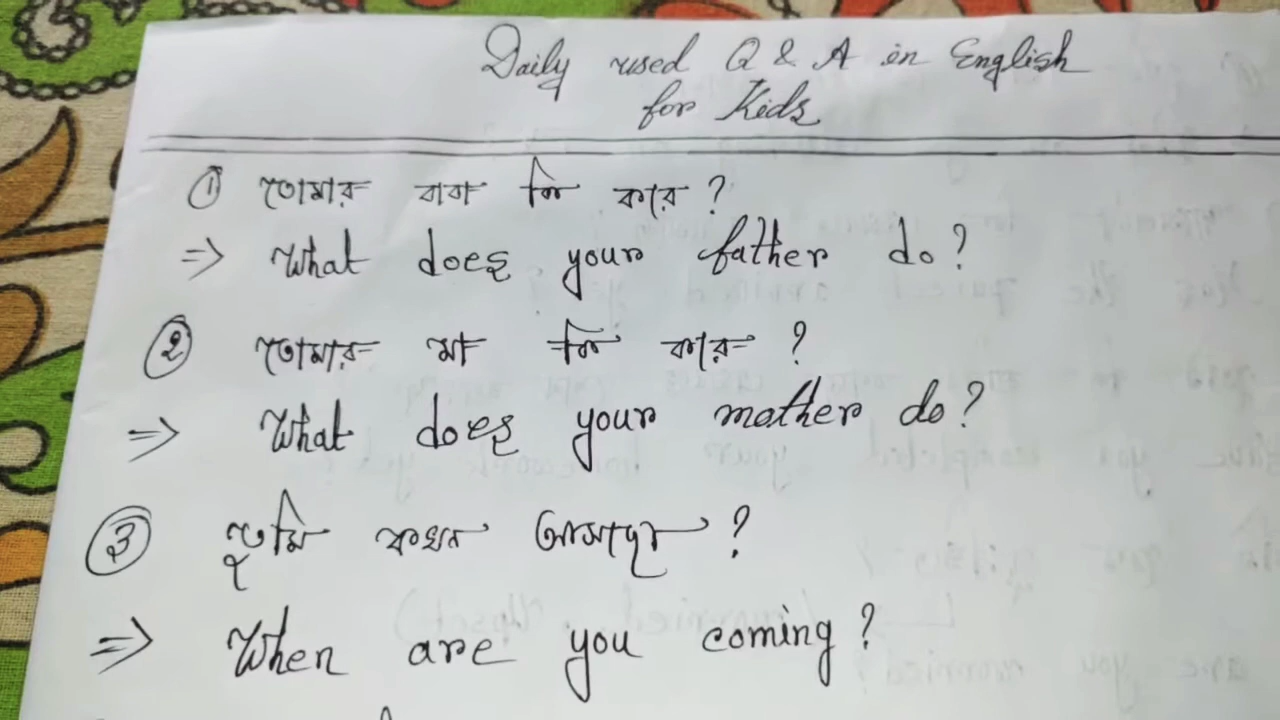 Daily used Q & A in English
for Kids
① তোমার বাবা কি করে ?
⇒ What does your father do?
② তোমার মা কি করে ?
⇒ What does your mother do?
③ তুমি কখন আসছো ?
⇒ When are you coming?